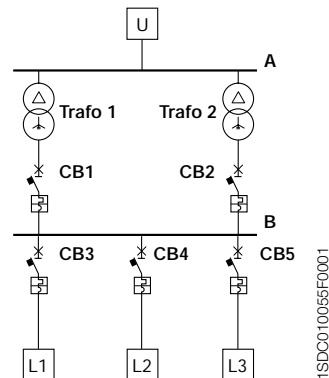 U
A
Trafo 1
Trafo 2
CB1
CB2
B
CB3
CB4
CB5
L1
L2
L3
1SDC010055F0001